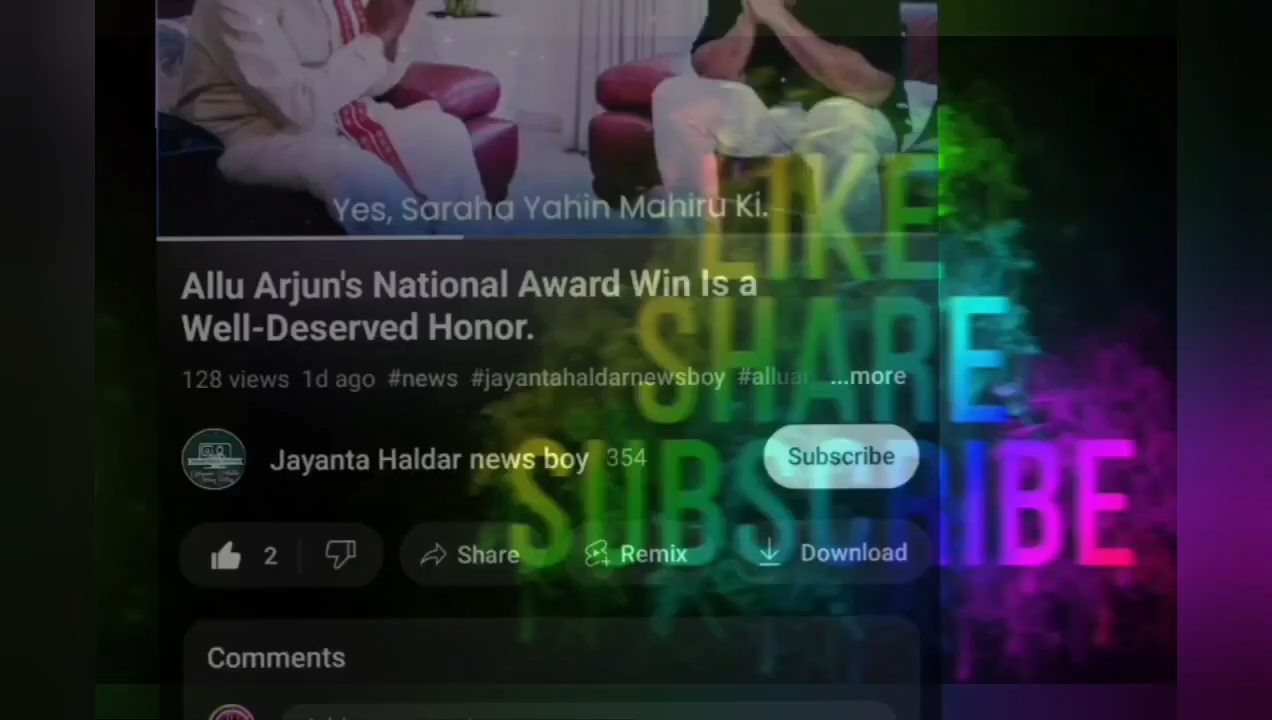 Yes, Saraha Yahin Mahiru Ki.
Allu Arjun's National Award Win Is a
Well-Deserved Honor.
128 views 1d ago #news #jayantahaldarnewsboy #alluar ...more
Jayanta Haldar news boy 354
Subscribe
2
Share
Remix
Download
Comments
LIKE
SHARE
SUBSCRIBE